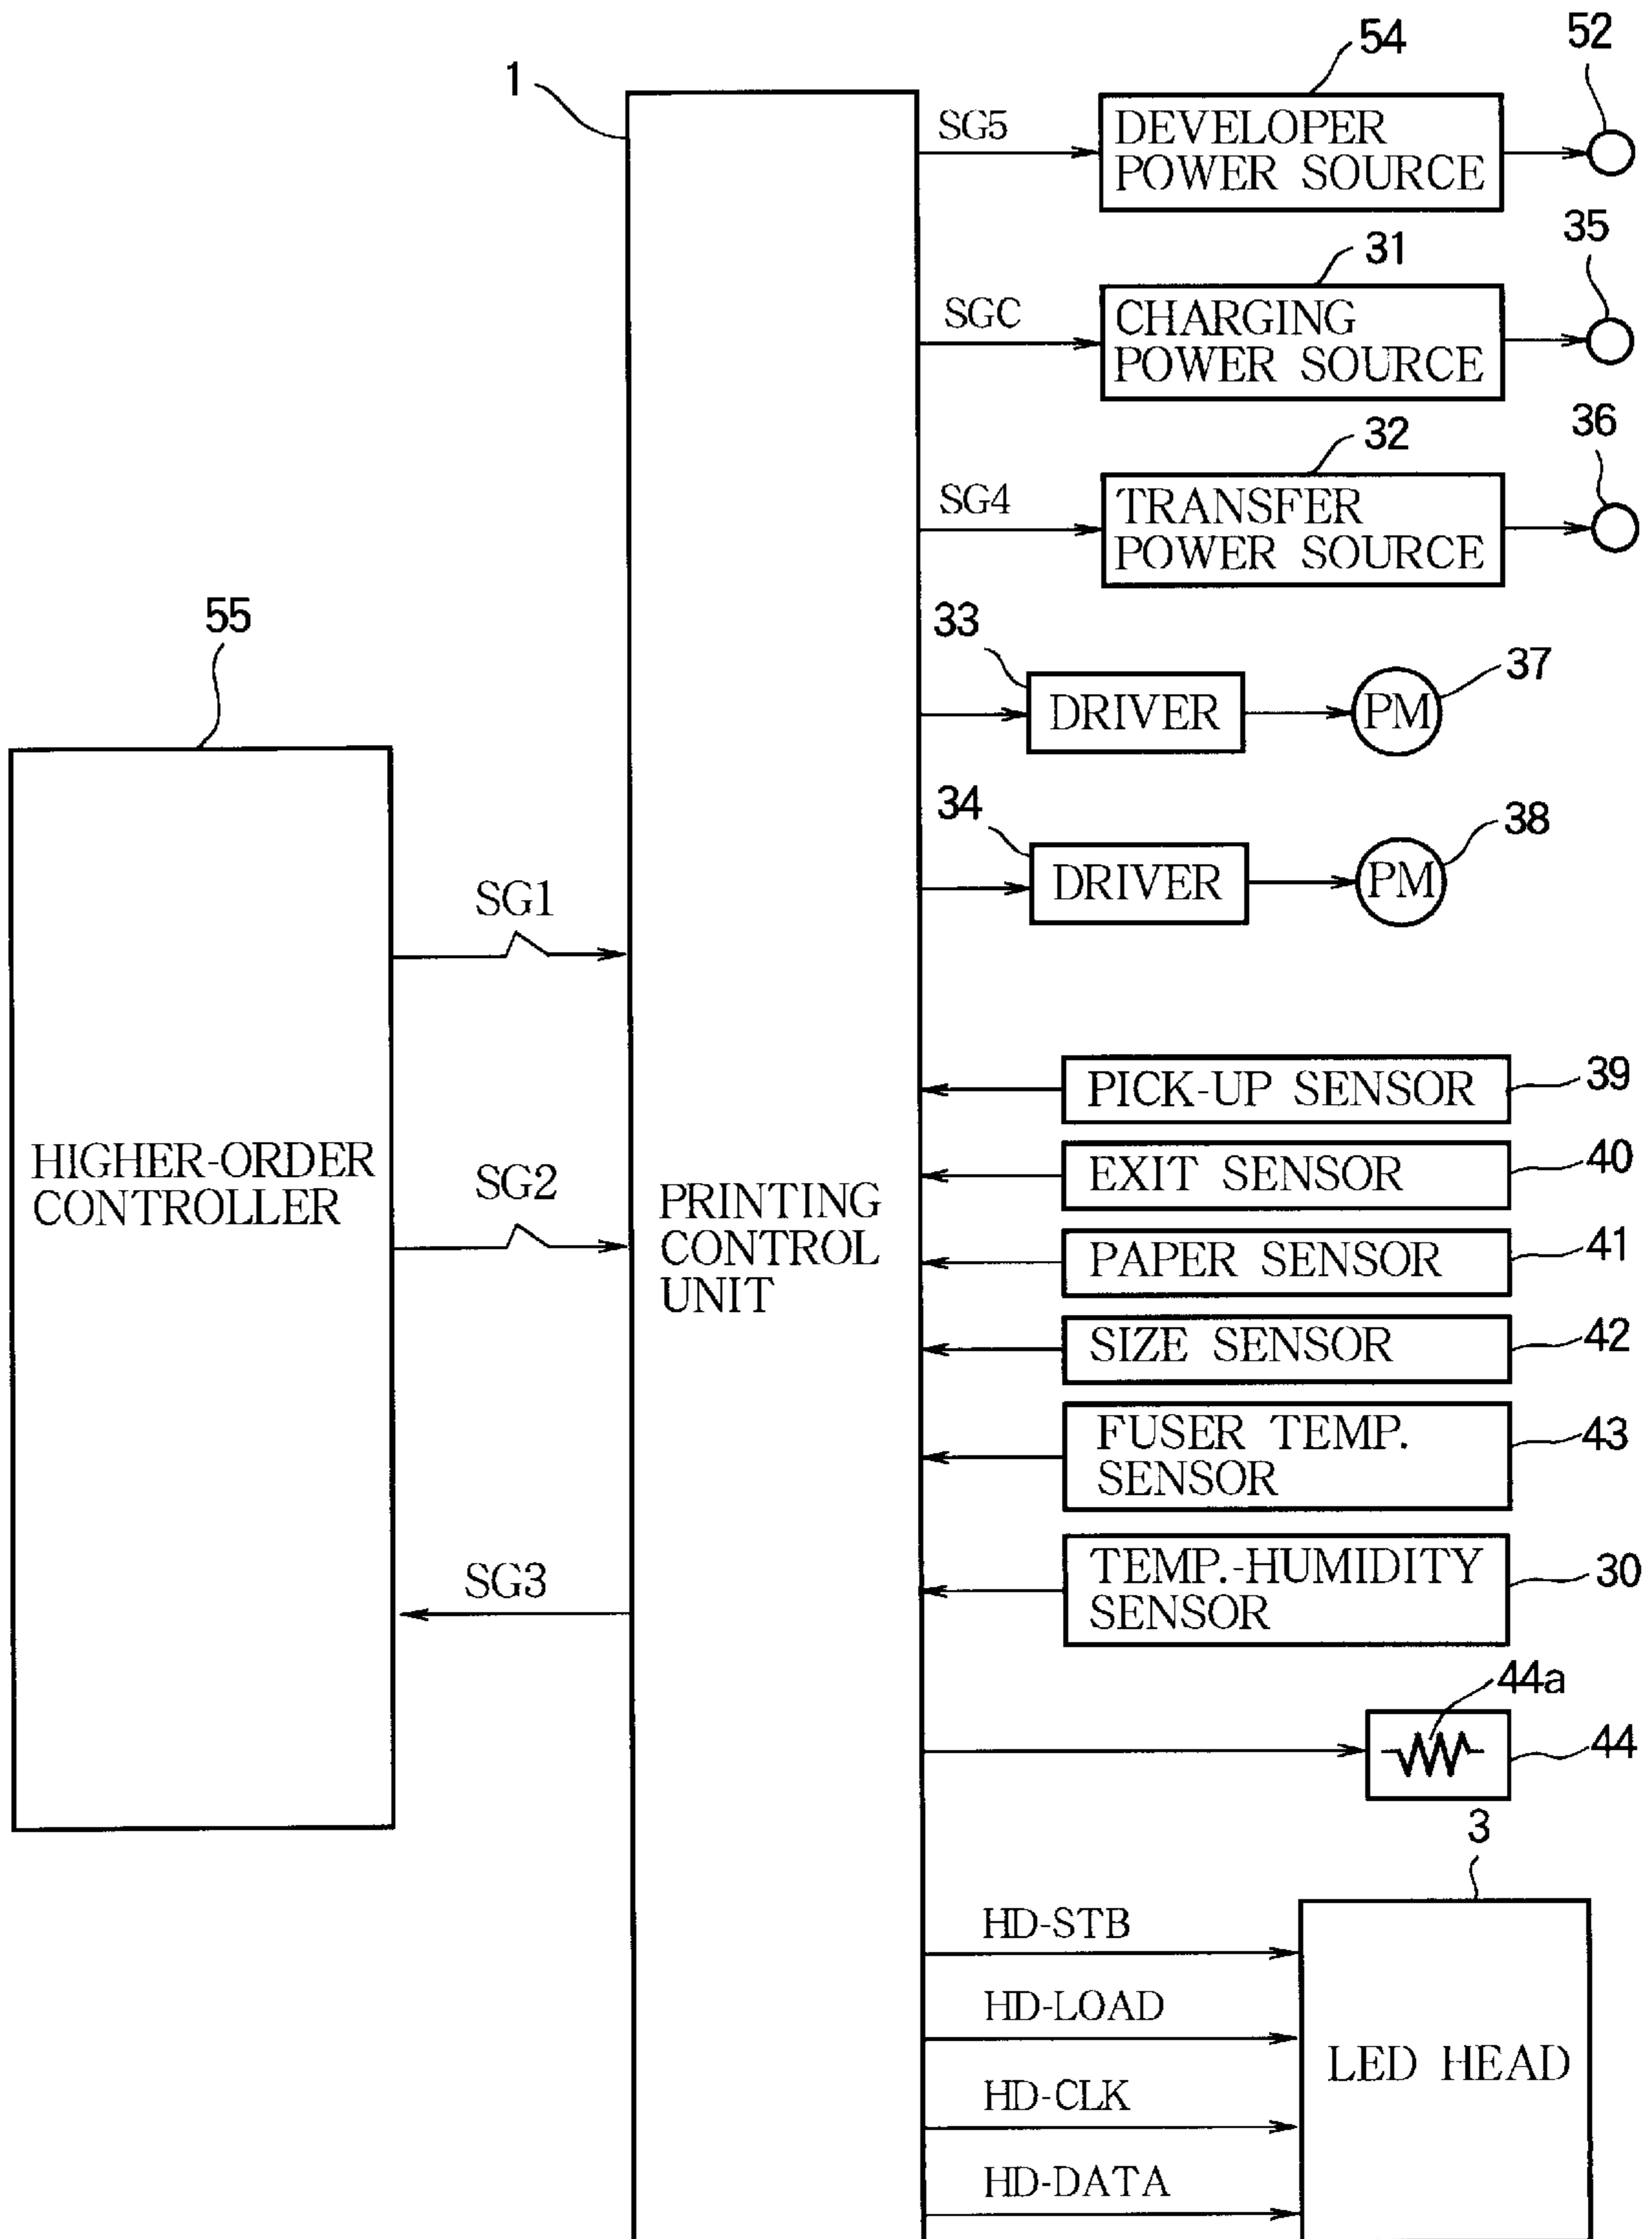 54
52
1
SG5
DEVELOPER
POWER SOURCE
31
35
SGC
CHARGING
POWER SOURCE
32
36
SG4
TRANSFER
POWER SOURCE
55
33
37
DRIVER
PM
34
38
DRIVER
PM
SG1
PICK-UP SENSOR
39
HIGHER-ORDER
CONTROLLER
SG2
PRINTING
CONTROL
UNIT
EXIT SENSOR
40
PAPER SENSOR
41
SIZE SENSOR
42
FUSER TEMP.
SENSOR
43
SG3
TEMP.-HUMIDITY
SENSOR
30
44a
44
3
HD-STB
HD-LOAD
LED HEAD
HD-CLK
HD-DATA